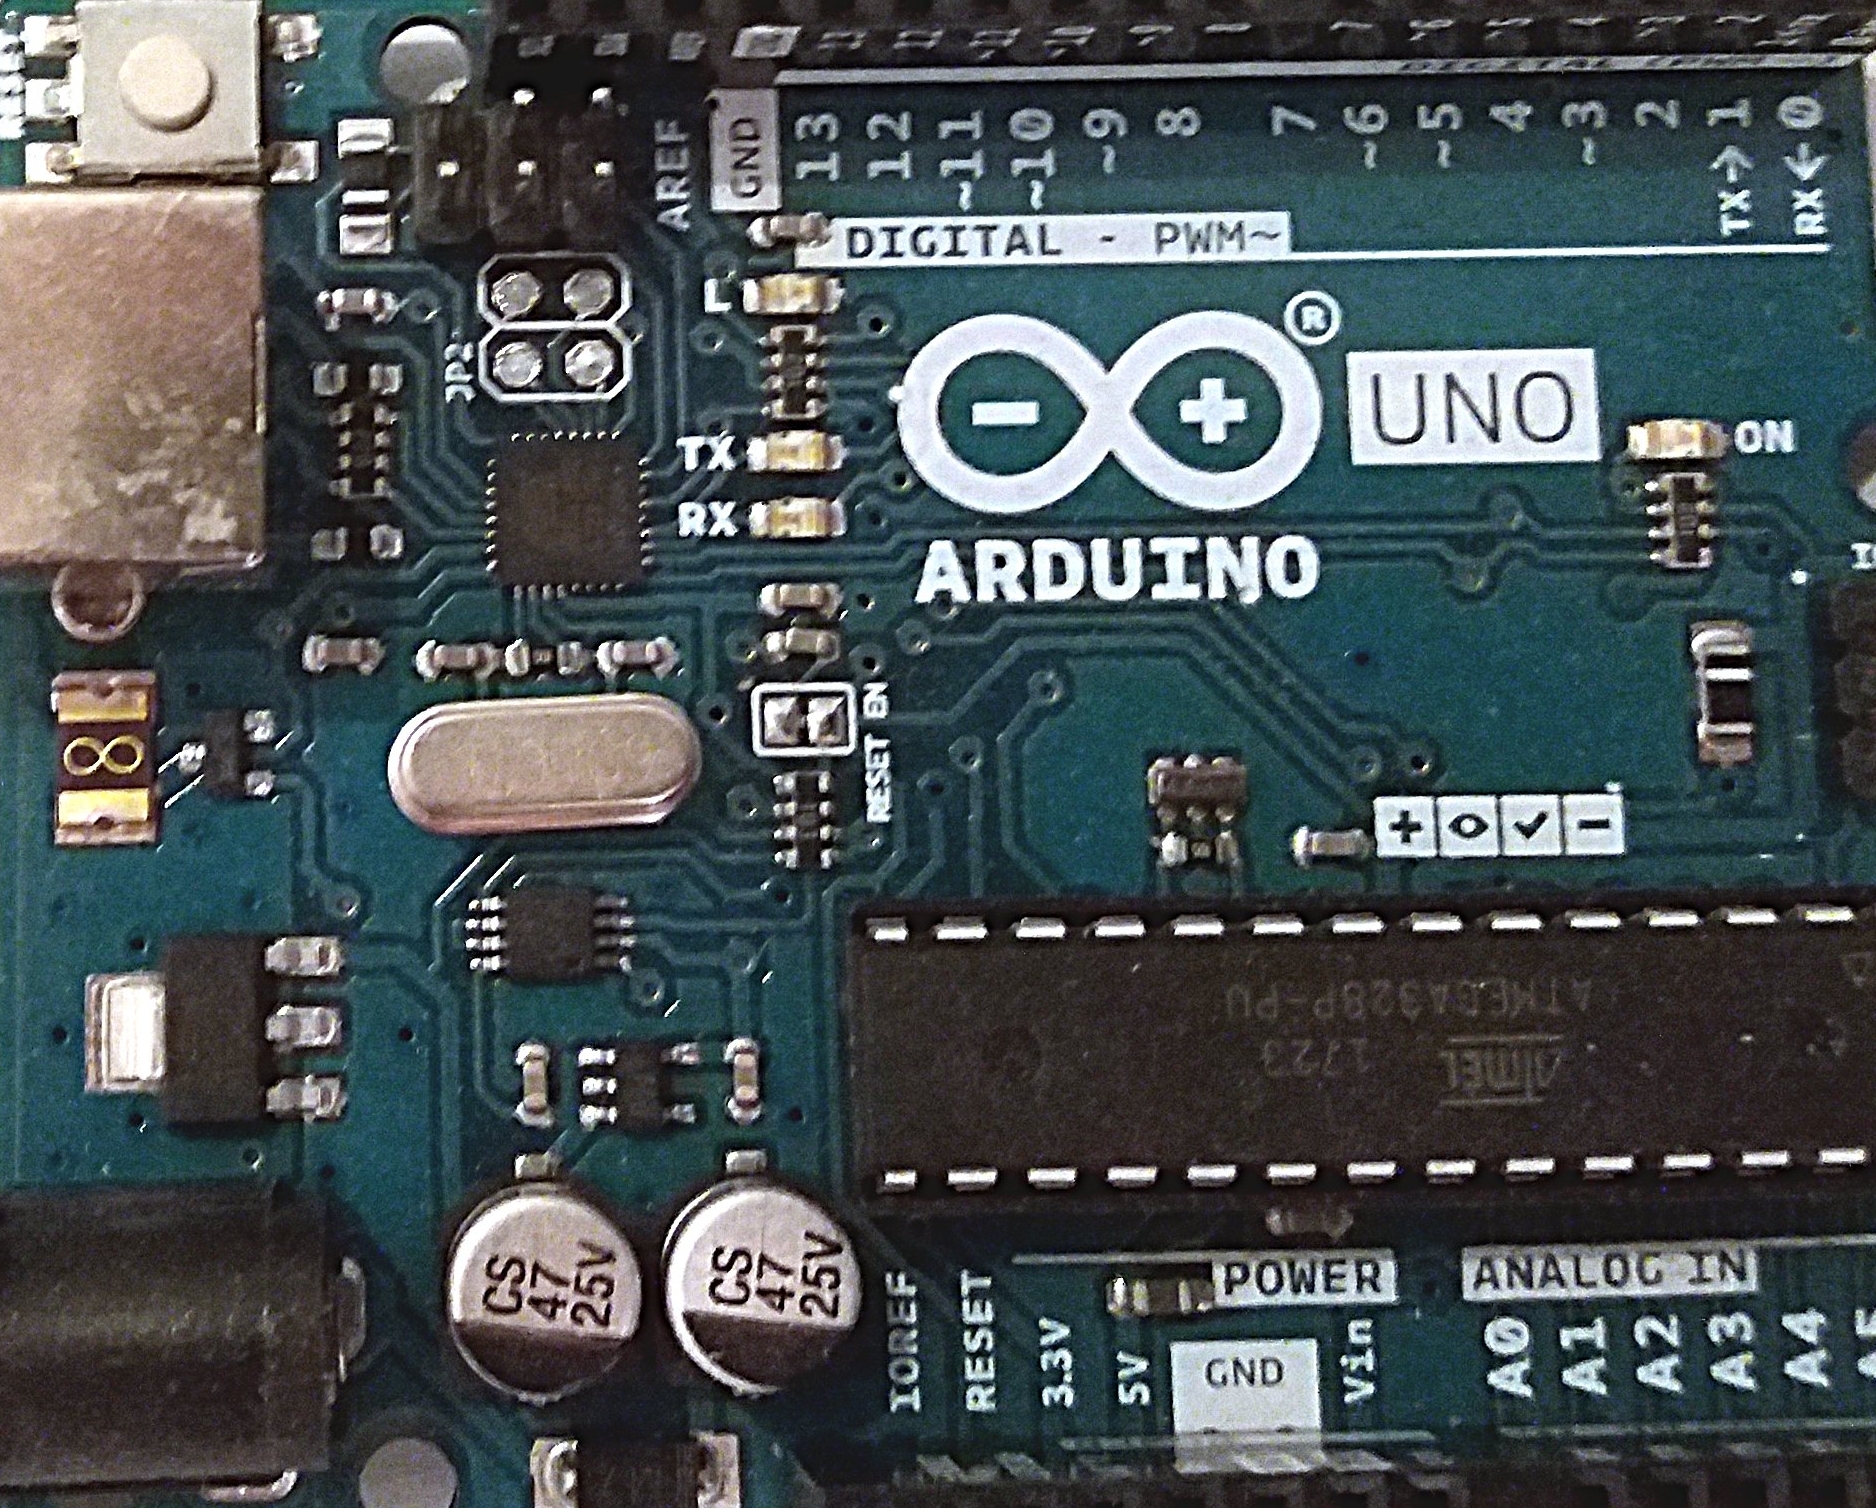 AREF
GND
13
12
~11
~10
~9
8
7
~6
~5
4
~3
2
TX→1
RX←0
DIGITAL - PWM~
L
JP2
TX
RX
®
UNO
ON
ARDUINO
RESET EN
8
ATMEGA328P-PU
1723
ATMEL
CS
47
25V
CS
47
25V
IOREF
RESET
3.3V
5V
POWER
GND
Vin
ANALOG IN
A0
A1
A2
A3
A4